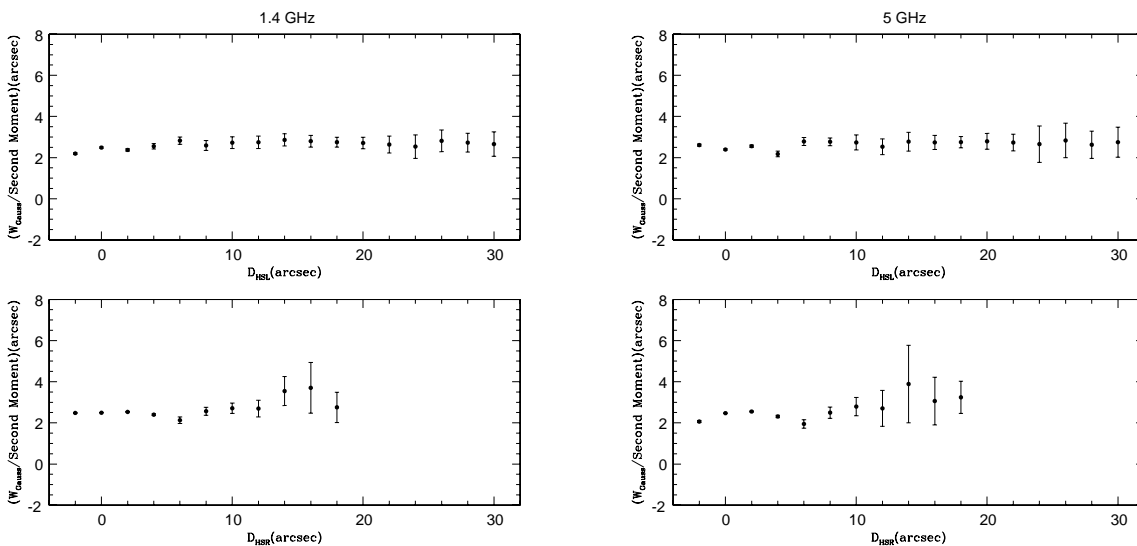 1.4 GHz
5 GHz
(W_Gauss/Second Moment)(arcsec)
8
6
4
2
0
-2
0 10 20 30
D_HSL(arcsec)
(W_Gauss/Second Moment)(arcsec)
8
6
4
2
0
-2
0 10 20 30
D_HSL(arcsec)
(W_Gauss/Second Moment)(arcsec)
8
6
4
2
0
-2
0 10 20 30
D_HSR(arcsec)
(W_Gauss/Second Moment)(arcsec)
8
6
4
2
0
-2
0 10 20 30
D_HSR(arcsec)